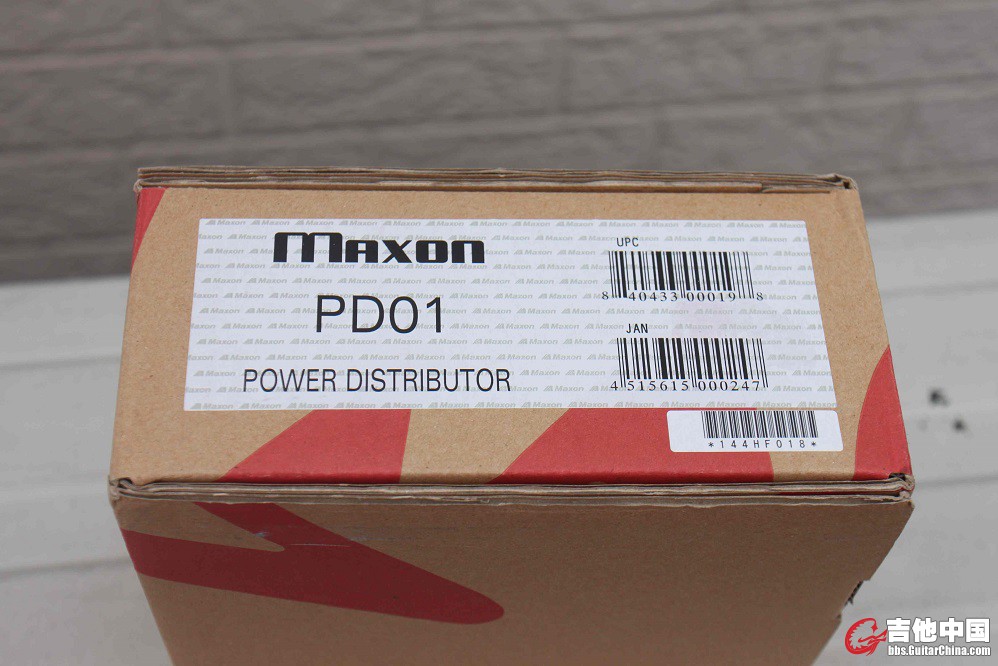 Maxon
PD01
POWER DISTRIBUTOR
UPC
8 40433 00019 8
JAN
4 515615 000247
*144HF018*
吉他中国
bbs.GuitarChina.com